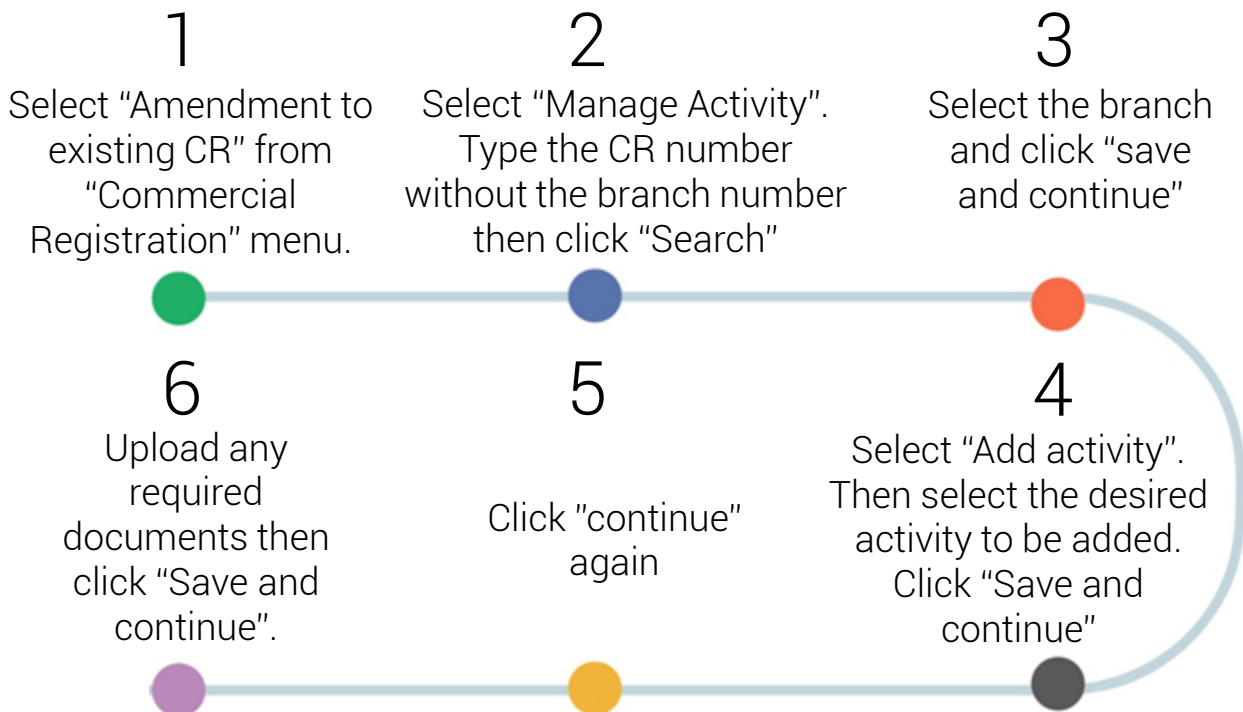 1
Select “Amendment to
existing CR” from
“Commercial
Registration” menu.
2
Select “Manage Activity”.
Type the CR number
without the branch number
then click “Search”
3
Select the branch
and click “save
and continue”
4
Select “Add activity”.
Then select the desired
activity to be added.
Click “Save and
continue”
5
Click "continue”
again
6
Upload any
required
documents then
click “Save and
continue”.